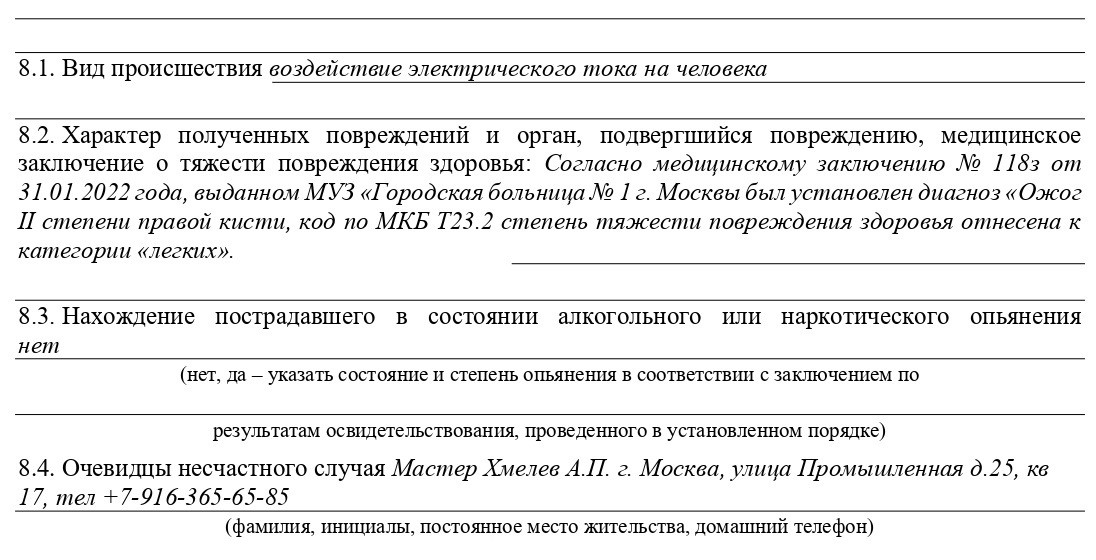 8.1. Вид происшествия воздействие электрического тока на человека
8.2. Характер полученных повреждений и орган, подвергшийся повреждению, медицинское
заключение о тяжести повреждения здоровья: Согласно медицинскому заключению № 118з от
31.01.2022 года, выданном МУЗ «Городская больница № 1 г. Москвы был установлен диагноз «Ожог
II степени правой кисти, код по МКБ Т23.2 степень тяжести повреждения здоровья отнесена к
категории «легких».
8.3. Нахождение пострадавшего в состоянии алкогольного или наркотического опьянения
нет
(нет, да – указать состояние и степень опьянения в соответствии с заключением по
результатам освидетельствования, проведенного в установленном порядке)
8.4. Очевидцы несчастного случая Мастер Хмелев А.П. г. Москва, улица Промышленная д.25, кв
17, тел +7-916-365-65-85
(фамилия, инициалы, постоянное место жительства, домашний телефон)